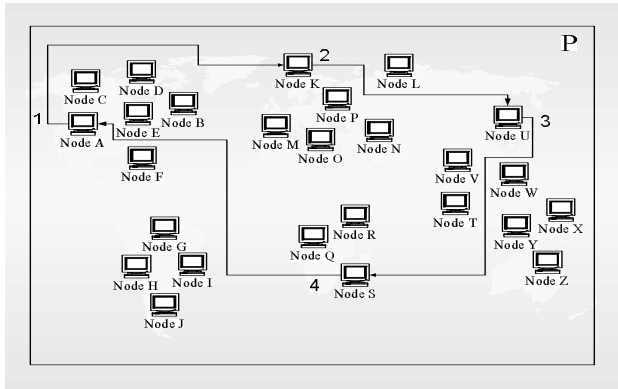 P
2
Node K
Node L
Node C
Node D
Node P
Node B
1
Node E
Node A
Node M
Node O
Node N
Node U
3
Node F
Node V
Node W
Node T
Node X
Node Y
Node R
Node G
Node Q
Node H
Node I
4
Node S
Node Z
Node J